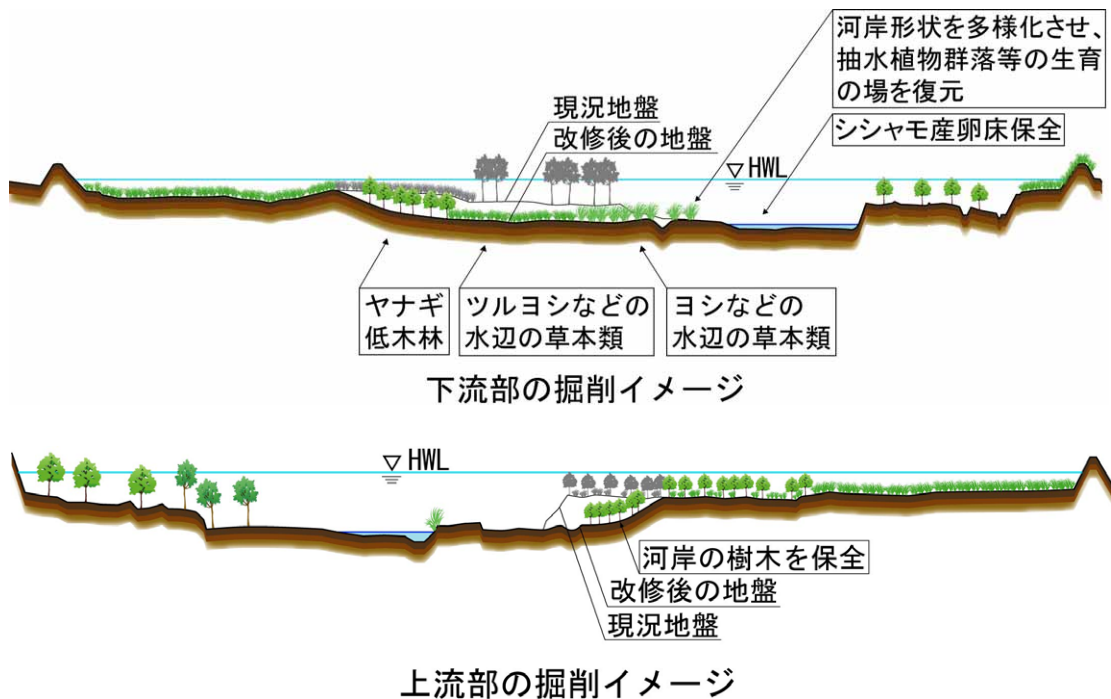 河岸形状を多様化させ、
抽水植物群落等の生育
の場を復元
現況地盤
改修後の地盤
シシャモ産卵床保全
▽HWL
ヤナギ
低木林
ツルヨシなどの
水辺の草本類
ヨシなどの
水辺の草本類
下流部の掘削イメージ
▽HWL
河岸の樹木を保全
改修後の地盤
現況地盤
上流部の掘削イメージ